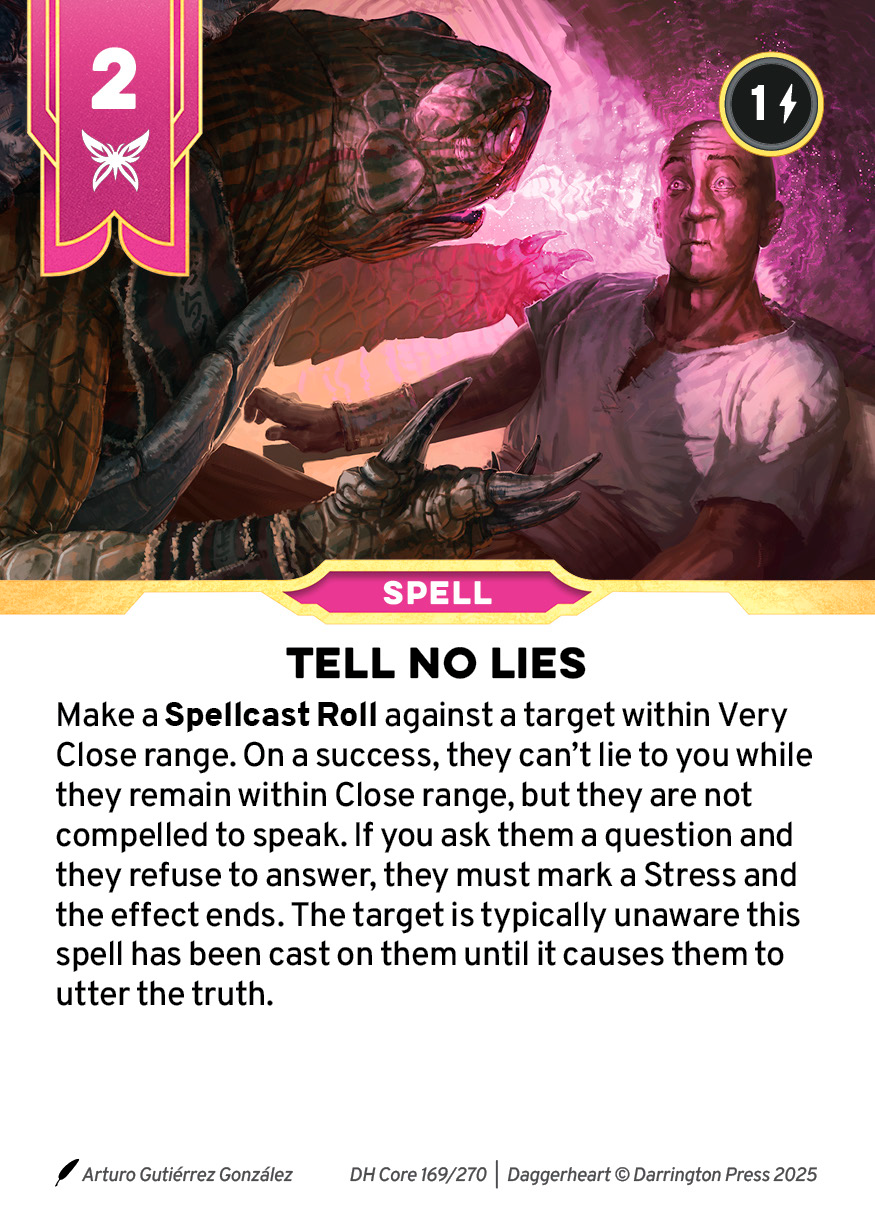 2
1
SPELL
TELL NO LIES
Make a Spellcast Roll against a target within Very
Close range. On a success, they can’t lie to you while
they remain within Close range, but they are not
compelled to speak. If you ask them a question and
they refuse to answer, they must mark a Stress and
the effect ends. The target is typically unaware this
spell has been cast on them until it causes them to
utter the truth.
Arturo Gutiérrez González
DH Core 169/270 | Daggerheart © Darrington Press 2025